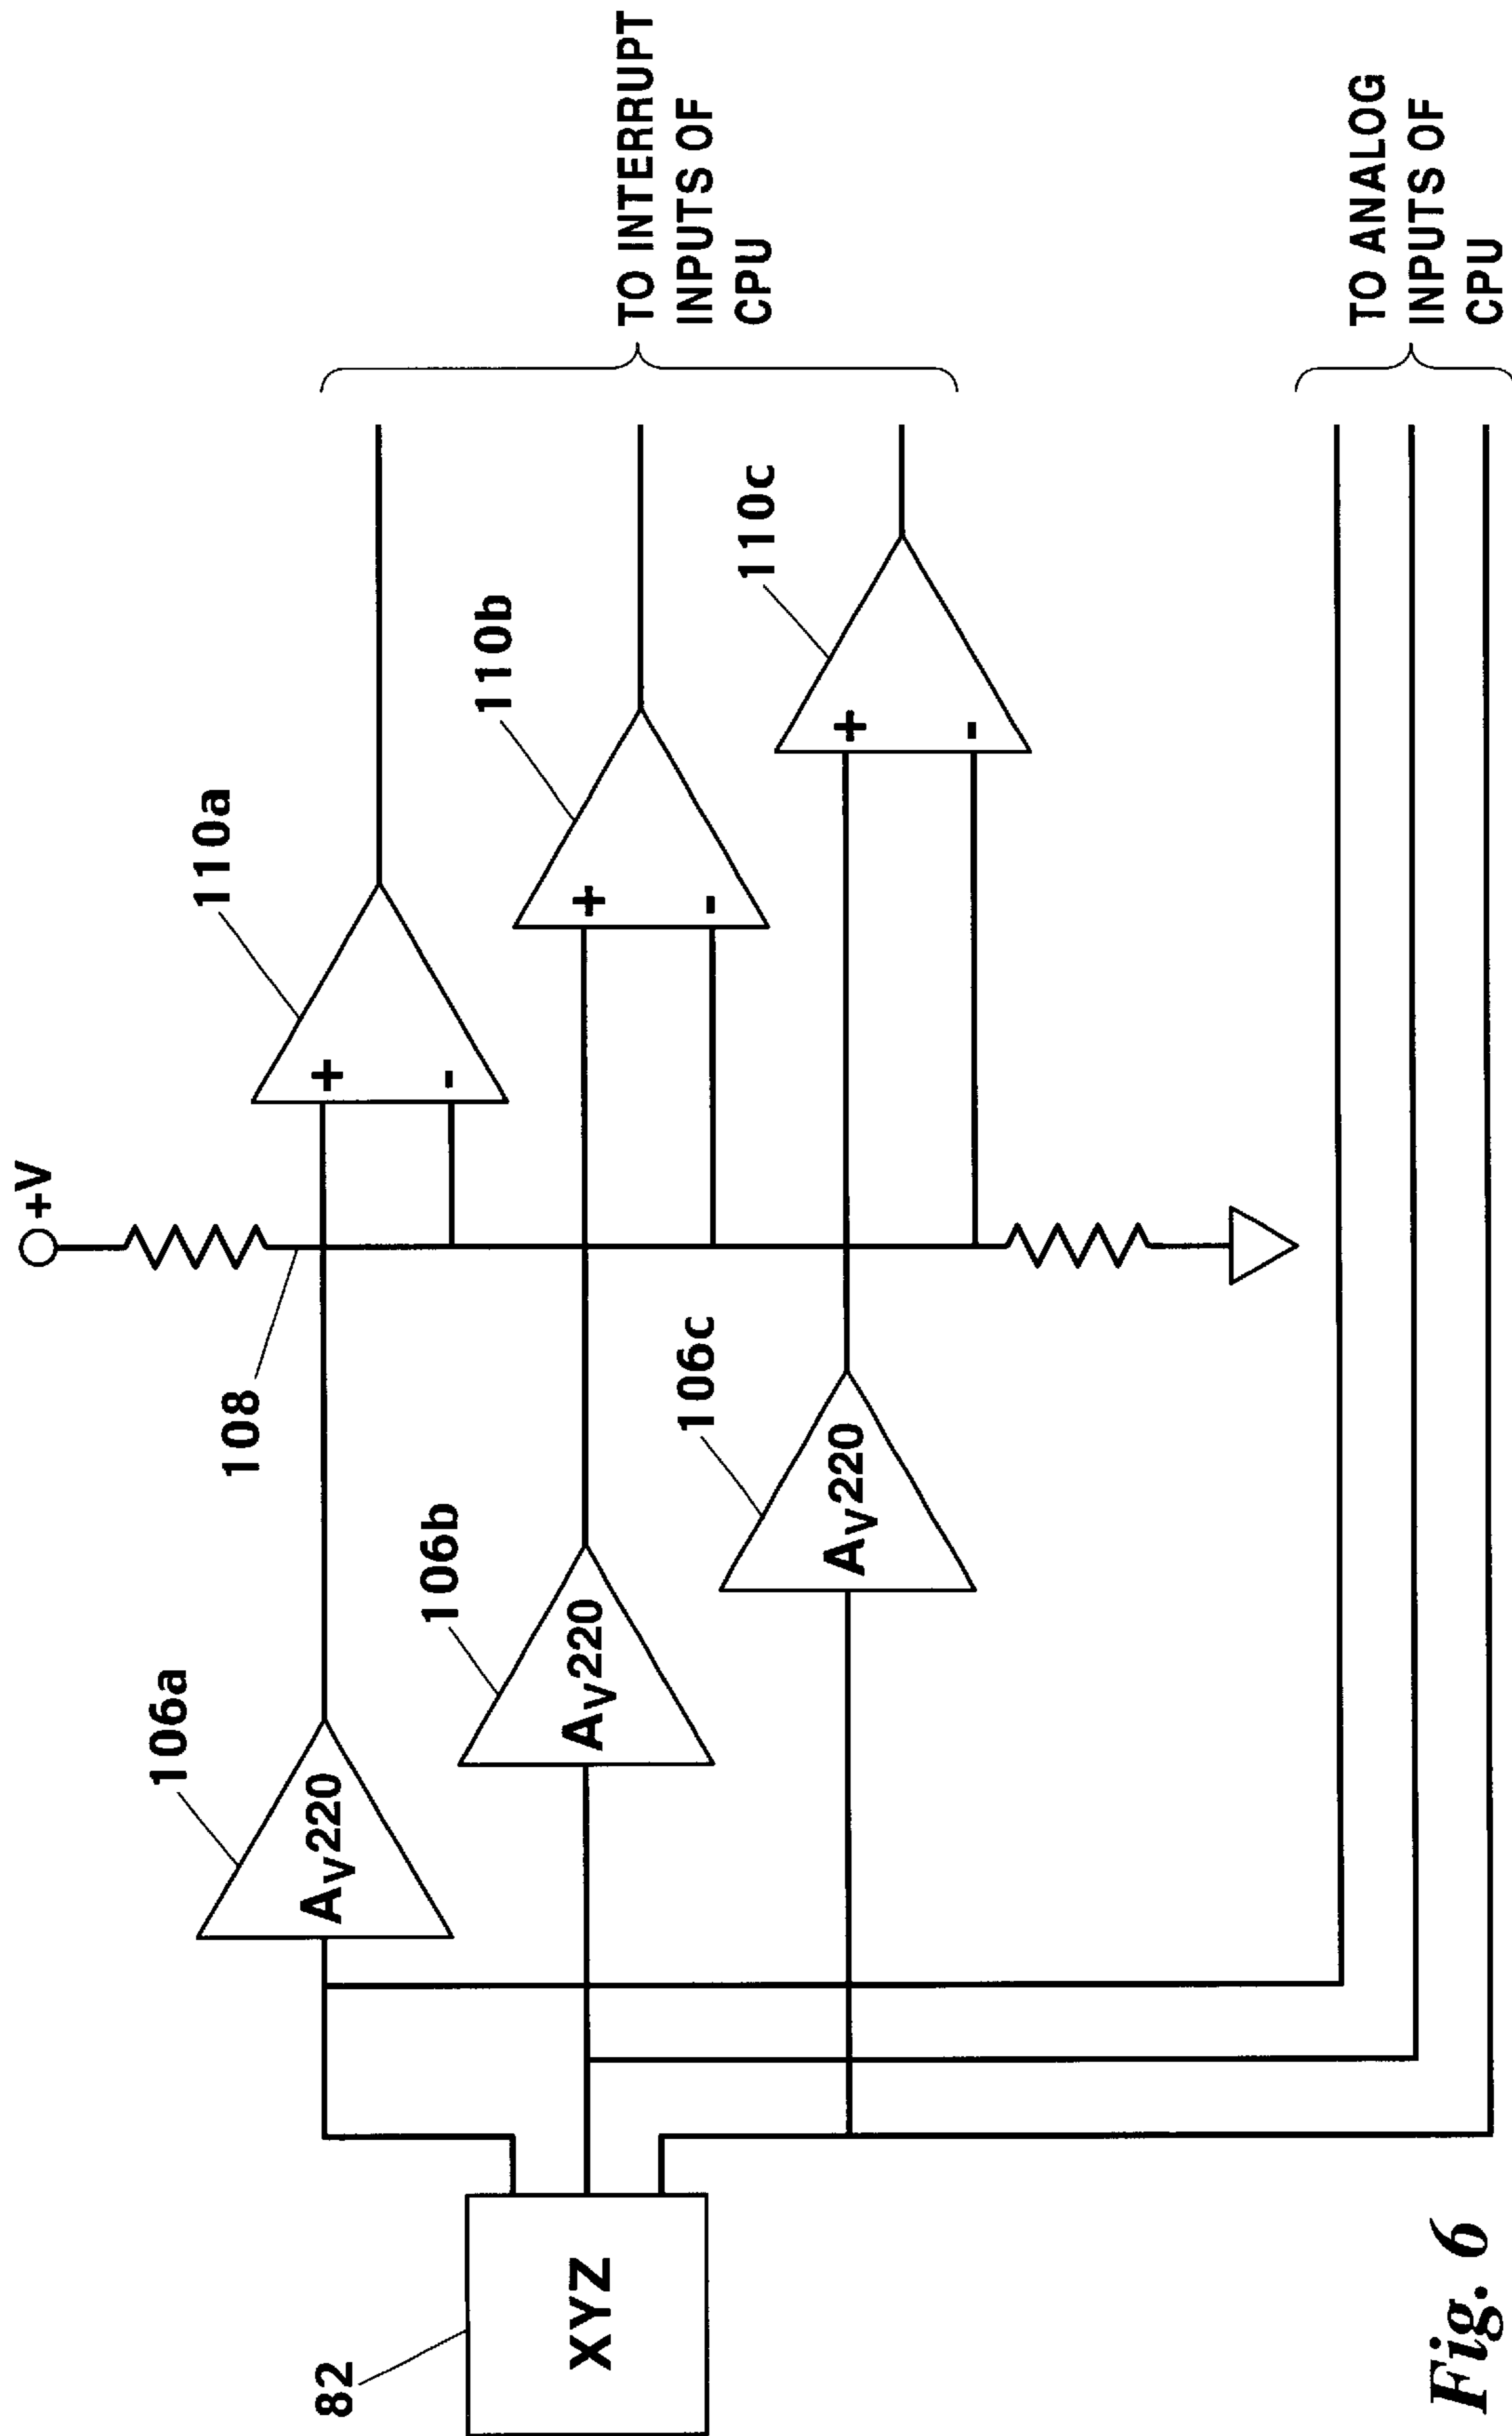 +V
108
110a
110b
110c
+
-
+
-
+
-
TO INTERRUPT
INPUTS OF
CPU
106a
106b
106c
Av220
Av220
Av220
82
XYZ
TO ANALOG
INPUTS OF
CPU
Fig. 6